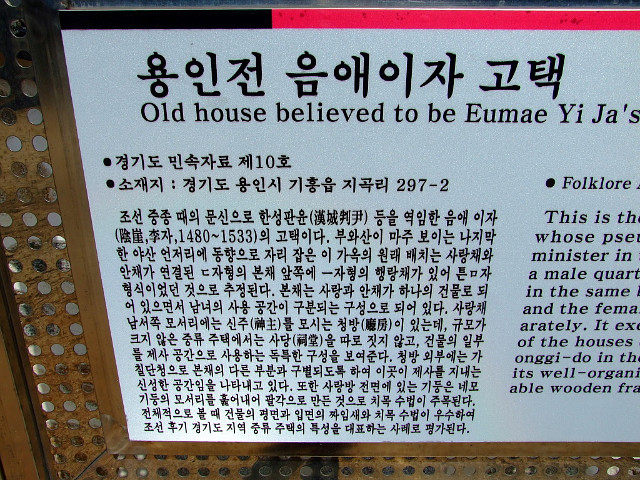 용인전 음애이자 고택
Old house believed to be Eumae Yi Ja's
●경기도 민속자료 제10호
●소재지 : 경기도 용인시 기흥읍 지곡리 297-2
조선 중종 때의 문신으로 한성판윤(漢城判尹) 등을 역임한 음애 이자
(陰崖,李자,1480~1533)의 고택이다. 부와산이 마주 보이는 나지막
한 야산 언저리에 동향으로 자리 잡은 이 가옥의 원래 배치는 사랑채와
안채가 연결된 ㄷ자형의 본채 앞쪽에 ㅡ자형의 행랑채가 있어 튼ㅁ자
형식이었던 것으로 추정된다. 본채는 사랑과 안채가 하나의 건물로 되
어 있으면서 남녀의 사용 공간이 구분되는 구성으로 되어 있다. 사랑채
남서쪽 모서리에는 신주(神主)를 모시는 청방(廳房)이 있는데, 규모가
크지 않은 중류 주택에서는 사당(祠堂)을 따로 짓지 않고, 건물의 일부
를 제사 공간으로 사용하는 독특한 구성을 보여준다. 청방 외부에는 가
칠단청으로 본채의 다른 부분과 구별되도록 하여 이곳이 제사를 지내는
신성한 공간임을 나타내고 있다. 또한 사랑방 전면에 있는 기둥은 네모
기둥의 모서리를 훑어내어 팔각으로 만든 것으로 치목 수법이 주목된다.
전체적으로 볼 때 건물의 평면과 입면의 짜임새와 치목 수법이 우수하여
조선 후기 경기도 지역 중류 주택의 특성을 대표하는 사례로 평가된다.
● Folklore
This is the
whose pseu
minister in
a male quart
in the same
and the fema
arately. It exc
of the houses
onggi-do in the
its well-organi
able wooden fra